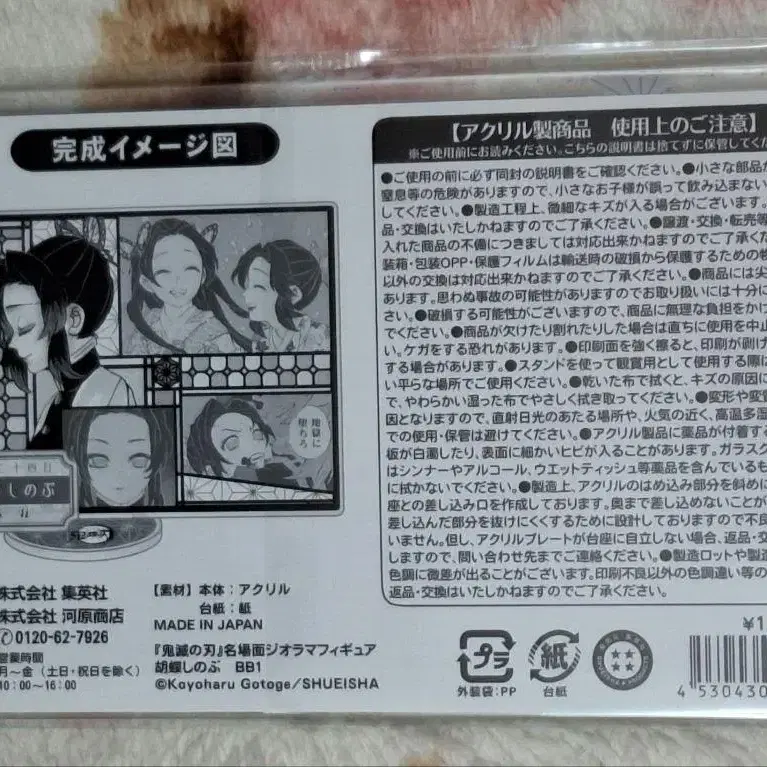 完成イメージ図
地獄に
堕ちろ
しのぶ
株式会社 集英社
株式会社 河原商店
0120-62-7926
営業時間
月～金（土日・祝日を除く）
10:00～16:00
【素材】本体：アクリル
台紙：紙
MADE IN JAPAN
『鬼滅の刃』名場面ジオラマフィギュア
胡蝶しのぶ BB1
©Koyoharu Gotoge/SHUEISHA
【アクリル製商品 使用上のご注意】
※ご使用前にお読みください。こちらの説明書は捨てずに保管してくだ
●ご使用の前に必ず同封の説明書をご確認ください。●小さな部品が
窒息等の危険がありますので、小さなお子様が誤って飲み込まない
してください。●製造工程上、微細なキズが入る場合がございます。
品・交換はいたしかねますのでご了承ください。●譲渡・交換・転売等
入れた商品の不備につきましては対応出来かねますのでご了承くだ
装箱・包装OPP・保護フィルムは輸送時の破損から保護するための物
以外の交換は対応出来かねますのでご了承ください。●商品には尖
あります。思わぬ事故の可能性がありますのでお取り扱いには十分に
さい。●破損する可能性がございますので、商品に無理な負担をかけ
でください。●商品が欠けたり割れたりした場合は直ちに使用を中止
い。ケガをする恐れがあります。●印刷面を強く擦ると、印刷が剥げ
する場合があります。●スタンドを使って観賞用として使用する際に
い平らな場所でご使用ください。●乾いた布で拭くと、キズの原因に
で、やわらかい湿った布でやさしく拭き取ってください。●変形や変質
因となりますので、直射日光のあたる場所や、火気の近く、高温多湿
での使用・保管は避けてください。●アクリル製品に薬品が付着する
板が白濁したり、表面に細かいヒビが入ることがあります。ガラスク
はシンナーやアルコール、ウエットティッシュ等薬品を含んでいるも
に拭かないでください。●製造上、アクリルのはめ込み部分を斜めに
座との差し込み口を作成しております。奥まで差し込めないことが
差し込んだ部分を抜けにくくするために設計しておりますので不良
いません。但し、アクリルプレートが台座に自立しない場合、返品・交
しますので、問い合わせ先までご連絡ください。●製造ロットや製造
色調に微差が出ることがございます。印刷不良以外の色調違い等の
返品・交換はいたしかねますのでご了承ください。
¥1
プラ
外装袋：PP
紙
台紙
4 530430